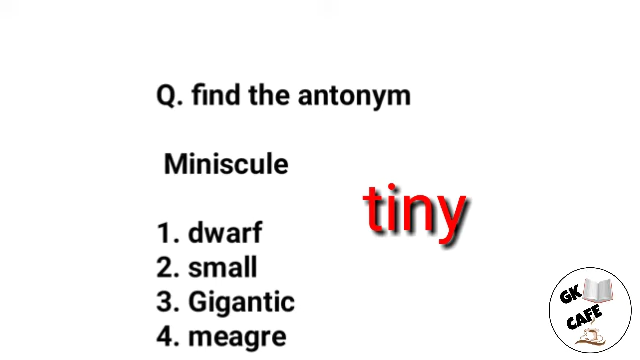 Q. find the antonym
Miniscule
tiny
1. dwarf
2. small
3. Gigantic
4. meagre
GK
CAFE